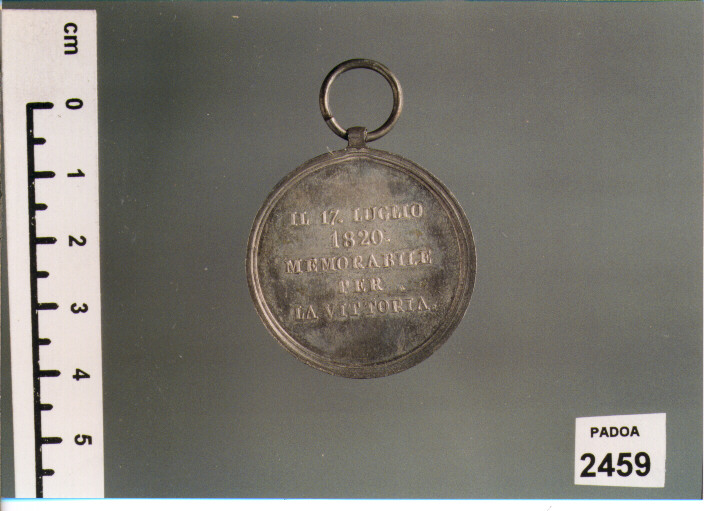 cm
0
1
2
3
4
5
IL 17. LUGLIO
1820.
MEMORABILE
PER
LA VITTORIA.
PADOA
2459